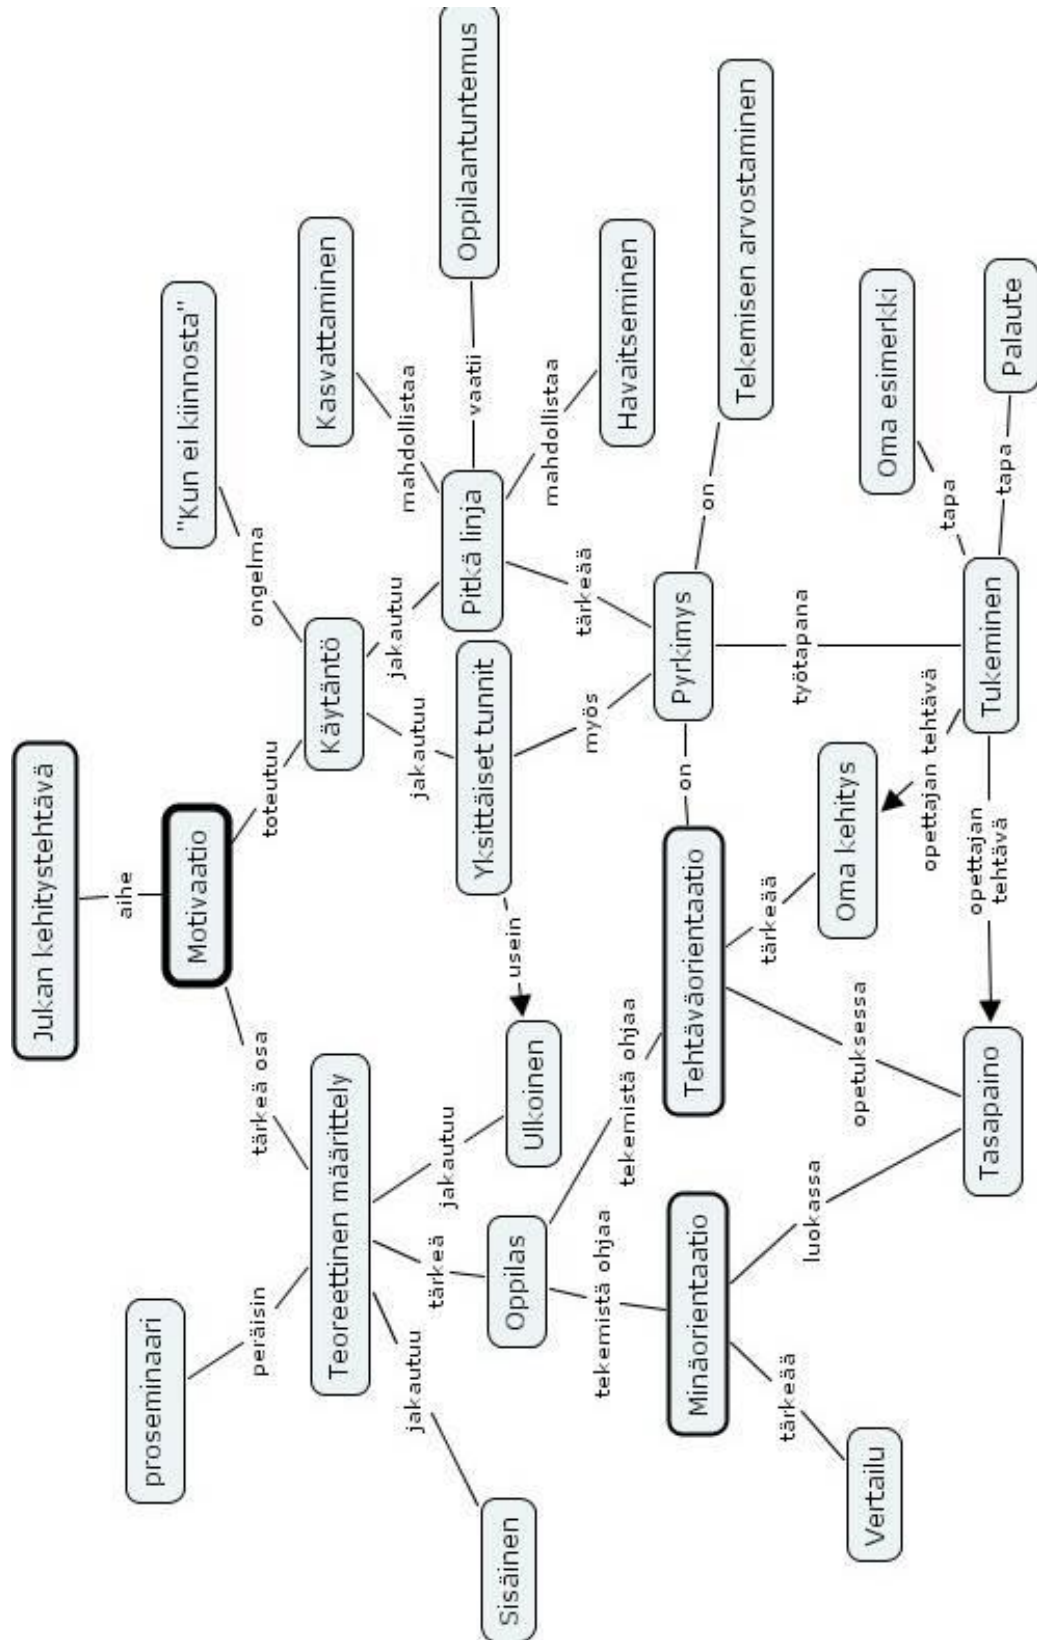 Jukan kehitystehtävä
aihe
Motivaatio
tärkeä osa
toteutuu
proseminaari
peräisin
Teoreettinen määrittely
Käytäntö
ongelma
"Kun ei kiinnosta"
jakautuu
tärkeä
jakautuu
jakautuu
jakautuu
mahdollistaa
Kasvattaminen
Sisäinen
Oppilas
Ulkoinen
usein
Yksittäiset tunnit
Pitkä linja
vaatii
Oppilaantuntemus
tekemistä ohjaa
tekemistä ohjaa
myös
tärkeää
mahdollistaa
Havaitseminen
Minäorientaatio
Tehtäväorientaatio
on
Pyrkimys
on
Tekemisen arvostaminen
tärkeää
luokassa
opetuksessa
tärkeää
työtapana
Vertailu
Oma kehitys
opettajan tehtävä
tapa
Oma esimerkki
Tasapaino
opettajan
tehtävä
Tukeminen
tapa
Palaute